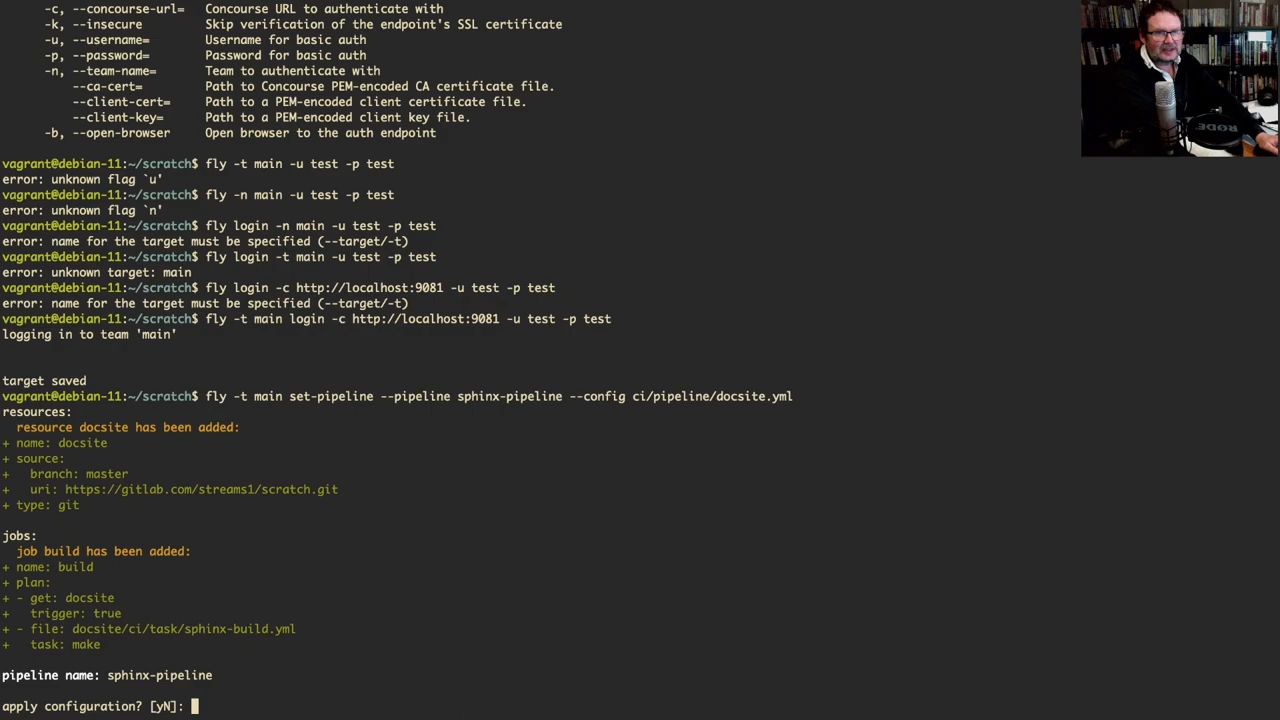 -c, --concourse-url=   Concourse URL to authenticate with
-k, --insecure         Skip verification of the endpoint's SSL certificate
-u, --username=        Username for basic auth
-p, --password=        Password for basic auth
-n, --team-name=       Team to authenticate with
    --ca-cert=         Path to Concourse PEM-encoded CA certificate file.
    --client-cert=     Path to a PEM-encoded client certificate file.
    --client-key=      Path to a PEM-encoded client key file.
-b, --open-browser     Open browser to the auth endpoint
vagrant@debian-11:~/scratch$ fly -t main -u test -p test
error: unknown flag `u'
vagrant@debian-11:~/scratch$ fly -n main -u test -p test
error: unknown flag `n'
vagrant@debian-11:~/scratch$ fly login -n main -u test -p test
error: name for the target must be specified (--target/-t)
vagrant@debian-11:~/scratch$ fly login -t main -u test -p test
error: unknown target: main
vagrant@debian-11:~/scratch$ fly login -c http://localhost:9081 -u test -p test
error: name for the target must be specified (--target/-t)
vagrant@debian-11:~/scratch$ fly -t main login -c http://localhost:9081 -u test -p test
logging in to team 'main'
target saved
vagrant@debian-11:~/scratch$ fly -t main set-pipeline --pipeline sphinx-pipeline --config ci/pipeline/docsite.yml
resources:
  resource docsite has been added:
+ name: docsite
+ source:
+   branch: master
+   uri: https://gitlab.com/streams1/scratch.git
+ type: git
jobs:
  job build has been added:
+ name: build
+ plan:
+ - get: docsite
+   trigger: true
+ - file: docsite/ci/task/sphinx-build.yml
+   task: make
pipeline name: sphinx-pipeline
apply configuration? [yN]:
RODE